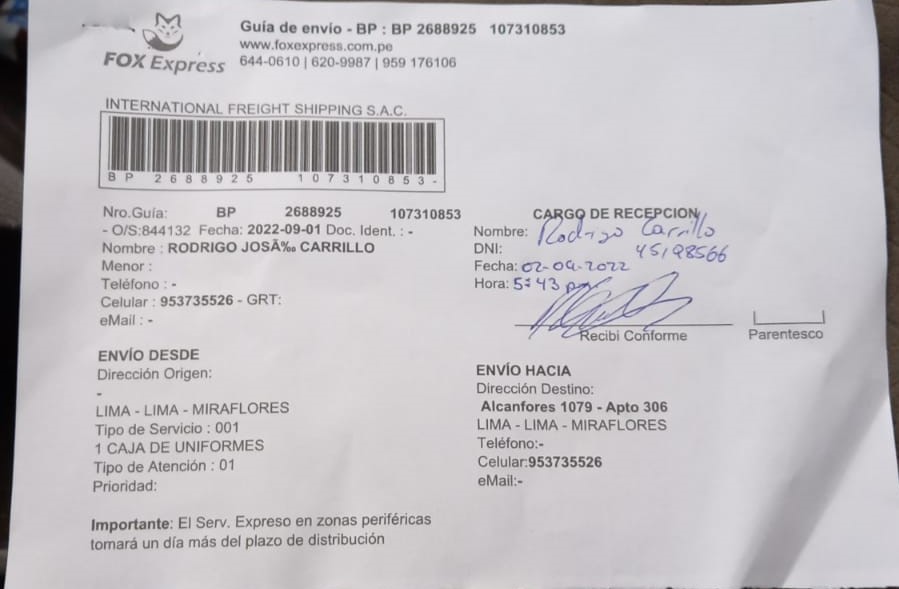 FOX Express
Guía de envío - BP : BP 2688925 107310853
www.foxexpress.com.pe
644-0610 | 620-9987 | 959 176106
INTERNATIONAL FREIGHT SHIPPING S.A.C.
BP 2688925 107310853-
Nro.Guía: BP 2688925 107310853
- O/S:844132 Fecha: 2022-09-01 Doc. Ident. : -
Nombre : RODRIGO JOSÃ‰ CARRILLO
Menor :
Teléfono : -
Celular : 953735526 - GRT:
eMail : -
CARGO DE RECEPCION
Nombre: Rodrigo Carrillo
DNI: 45198566
Fecha: 02-09-2022
Hora: 5:43 pm
Recibi Conforme
Parentesco
ENVÍO DESDE
Dirección Origen:
-
LIMA - LIMA - MIRAFLORES
Tipo de Servicio : 001
1 CAJA DE UNIFORMES
Tipo de Atención : 01
Prioridad:
ENVÍO HACIA
Dirección Destino:
Alcanfores 1079 - Apto 306
LIMA - LIMA - MIRAFLORES
Teléfono:-
Celular:953735526
eMail:-
Importante: El Serv. Expreso en zonas periféricas
tomará un día más del plazo de distribución